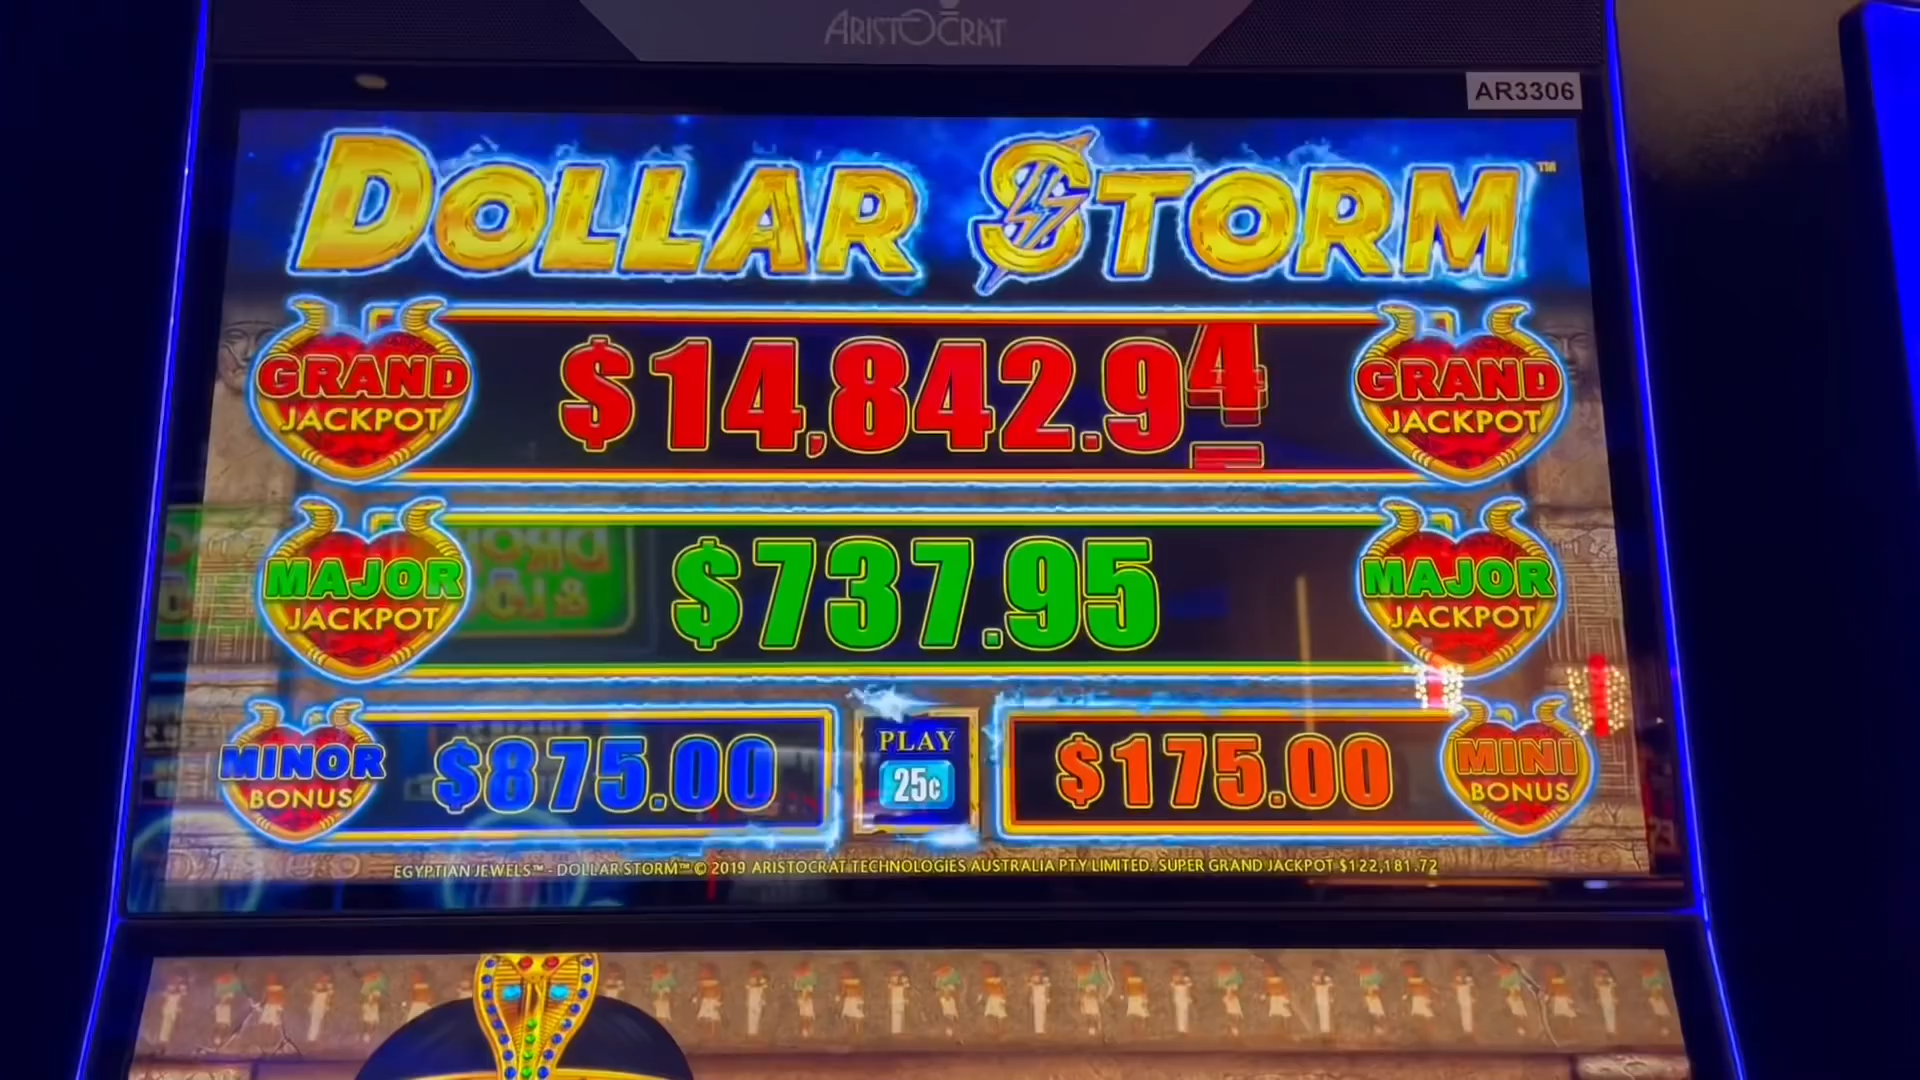 ARISTOCRAT
AR3306
DOLLAR STORM™
GRAND JACKPOT
$14,842.94
GRAND JACKPOT
MAJOR JACKPOT
$737.95
MAJOR JACKPOT
MINOR BONUS
$875.00
PLAY
25¢
$175.00
MINI BONUS
EGYPTIAN JEWELS™ - DOLLAR STORM™ © 2019 ARISTOCRAT TECHNOLOGIES AUSTRALIA PTY LIMITED. SUPER GRAND JACKPOT $122,181.72